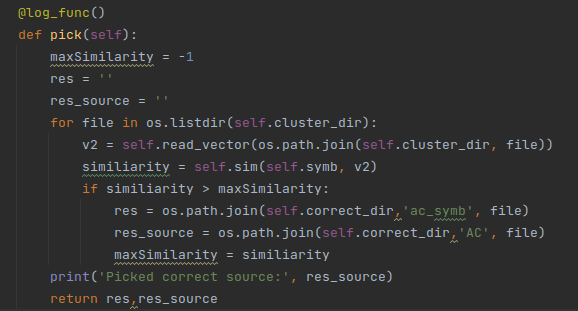 @log_func()
def pick(self):
    maxSimilarity = -1
    res = ''
    res_source = ''
    for file in os.listdir(self.cluster_dir):
        v2 = self.read_vector(os.path.join(self.cluster_dir, file))
        similiarity = self.sim(self.symb, v2)
        if similiarity > maxSimilarity:
            res = os.path.join(self.correct_dir,'ac_symb', file)
            res_source = os.path.join(self.correct_dir,'AC', file)
            maxSimilarity = similiarity
    print('Picked correct source:', res_source)
    return res,res_source